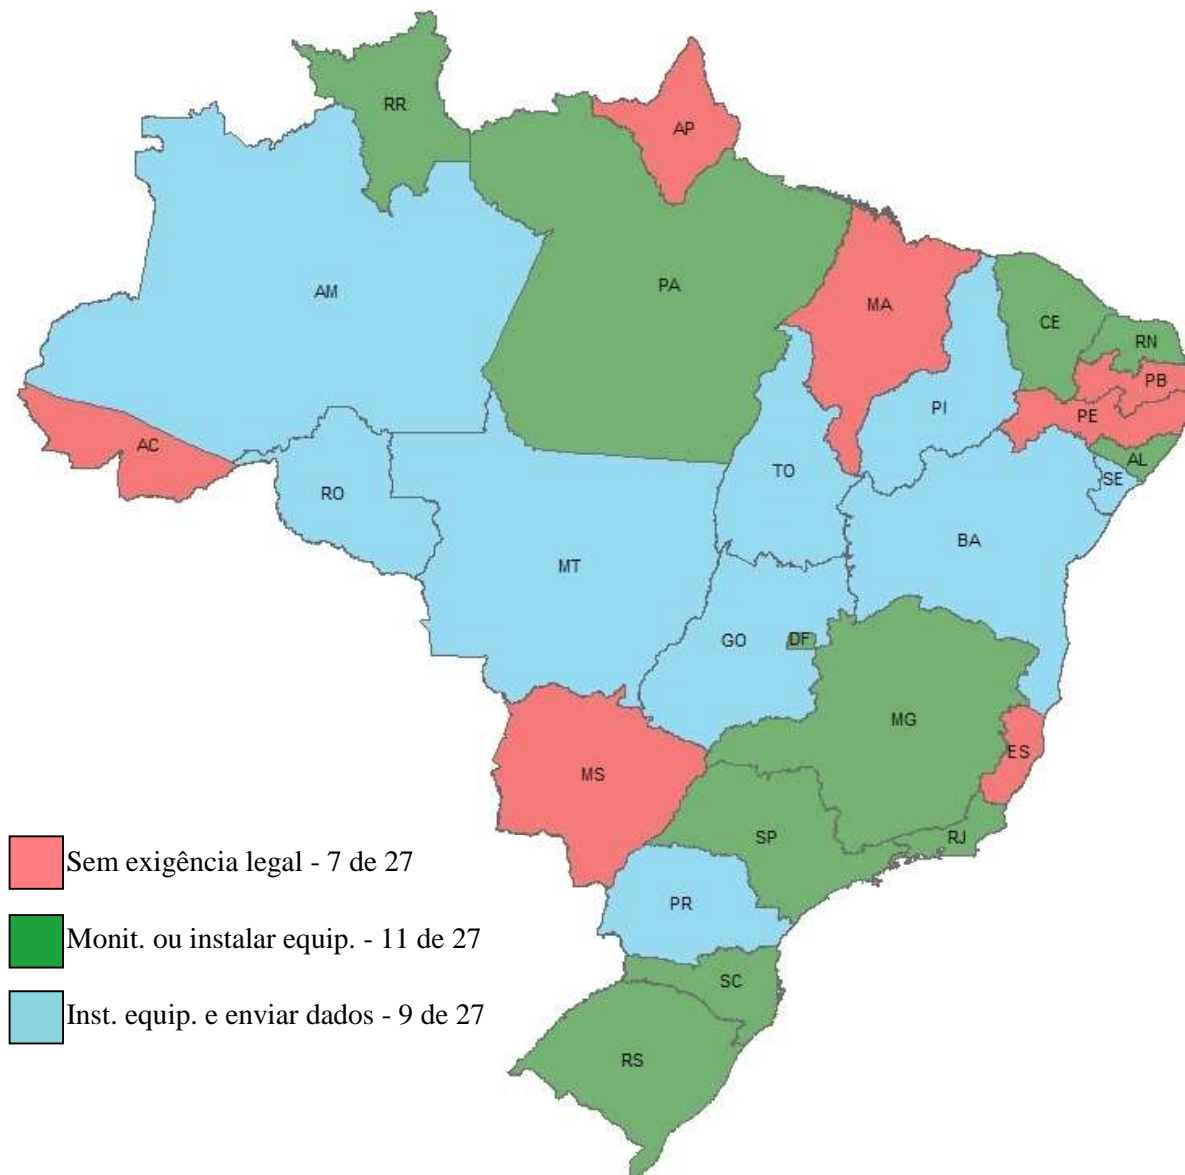 RR
AP
AM
PA
MA
CE
RN
PB
PI
PE
AC
AL
TO
SE
RO
BA
MT
GO
DF
MG
ES
MS
SP
RJ
Sem exigência legal - 7 de 27
PR
Monit. ou instalar equip. - 11 de 27
SC
Inst. equip. e enviar dados - 9 de 27
RS